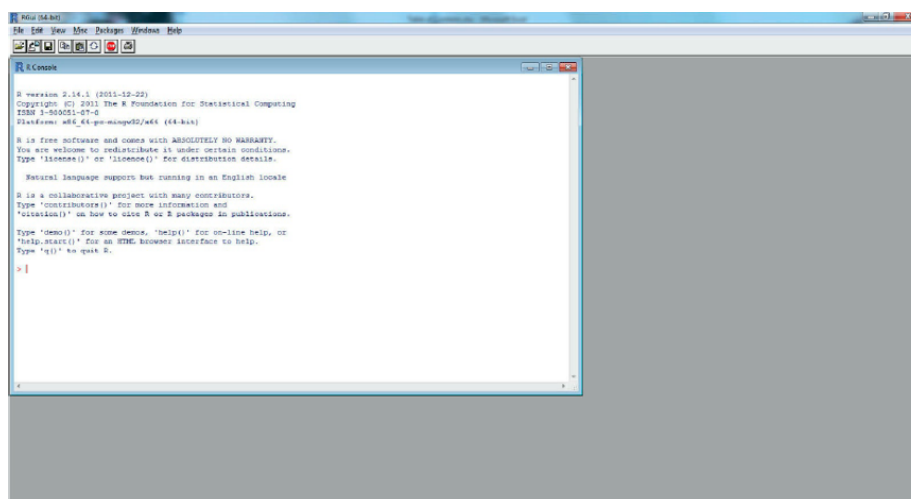 RGui (64-bit)
File Edit View Misc Packages Windows Help
R Console
R version 2.14.1 (2011-12-22)
Copyright (C) 2011 The R Foundation for Statistical Computing
ISBN 3-900051-07-0
Platform: x86_64-pc-mingw32/x64 (64-bit)
R is free software and comes with ABSOLUTELY NO WARRANTY.
You are welcome to redistribute it under certain conditions.
Type 'license()' or 'licence()' for distribution details.
Natural language support but running in an English locale
R is a collaborative project with many contributors.
Type 'contributors()' for more information and
'citation()' on how to cite R or R packages in publications.
Type 'demo()' for some demos, 'help()' for on-line help, or
'help.start()' for an HTML browser interface to help.
Type 'q()' to quit R.
>